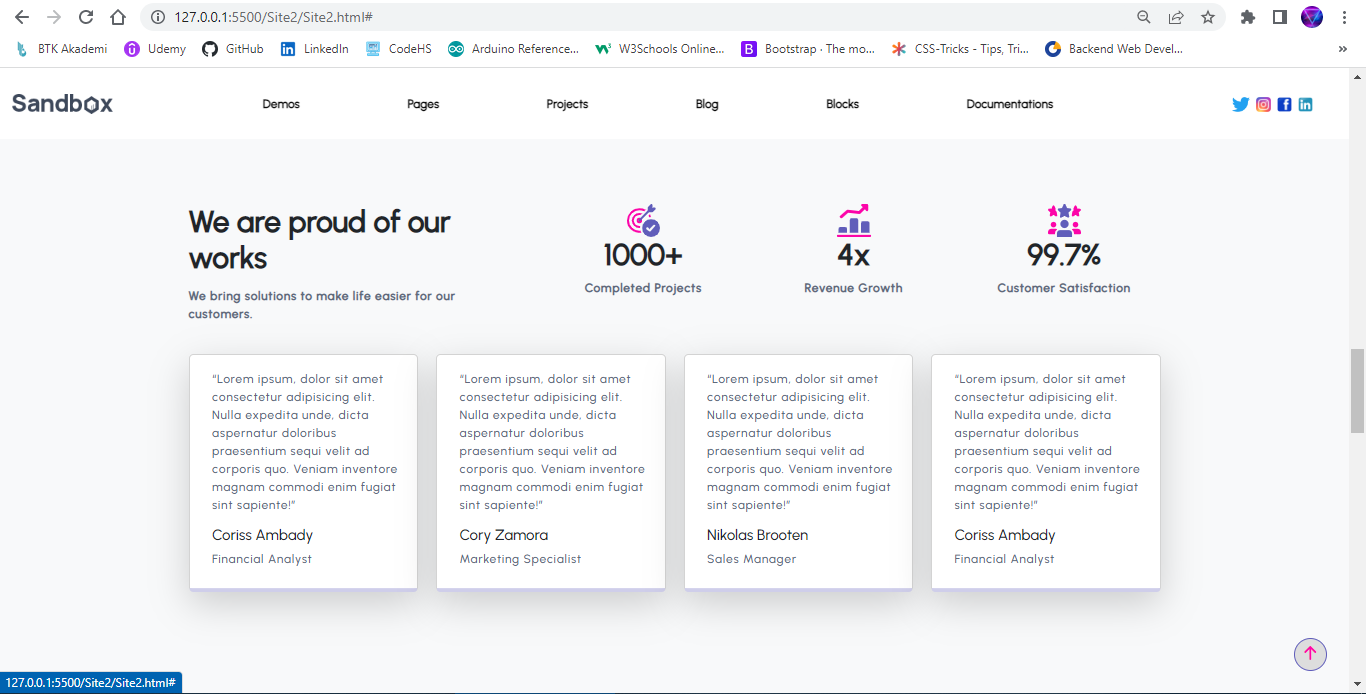 127.0.0.1:5500/Site2/Site2.html#
BTK Akademi Udemy GitHub LinkedIn CodeHS Arduino Reference... W3Schools Online... Bootstrap · The mo... CSS-Tricks - Tips, Tri... Backend Web Devel... »
Sandbox Demos Pages Projects Blog Blocks Documentations
We are proud of our
works
We bring solutions to make life easier for our
customers.
1000+
Completed Projects
4x
Revenue Growth
99.7%
Customer Satisfaction
“Lorem ipsum, dolor sit amet
consectetur adipisicing elit.
Nulla expedita unde, dicta
aspernatur doloribus
praesentium sequi velit ad
corporis quo. Veniam inventore
magnam commodi enim fugiat
sint sapiente!”
Coriss Ambady
Financial Analyst
“Lorem ipsum, dolor sit amet
consectetur adipisicing elit.
Nulla expedita unde, dicta
aspernatur doloribus
praesentium sequi velit ad
corporis quo. Veniam inventore
magnam commodi enim fugiat
sint sapiente!”
Cory Zamora
Marketing Specialist
“Lorem ipsum, dolor sit amet
consectetur adipisicing elit.
Nulla expedita unde, dicta
aspernatur doloribus
praesentium sequi velit ad
corporis quo. Veniam inventore
magnam commodi enim fugiat
sint sapiente!”
Nikolas Brooten
Sales Manager
“Lorem ipsum, dolor sit amet
consectetur adipisicing elit.
Nulla expedita unde, dicta
aspernatur doloribus
praesentium sequi velit ad
corporis quo. Veniam inventore
magnam commodi enim fugiat
sint sapiente!”
Coriss Ambady
Financial Analyst
127.0.0.1:5500/Site2/Site2.html#